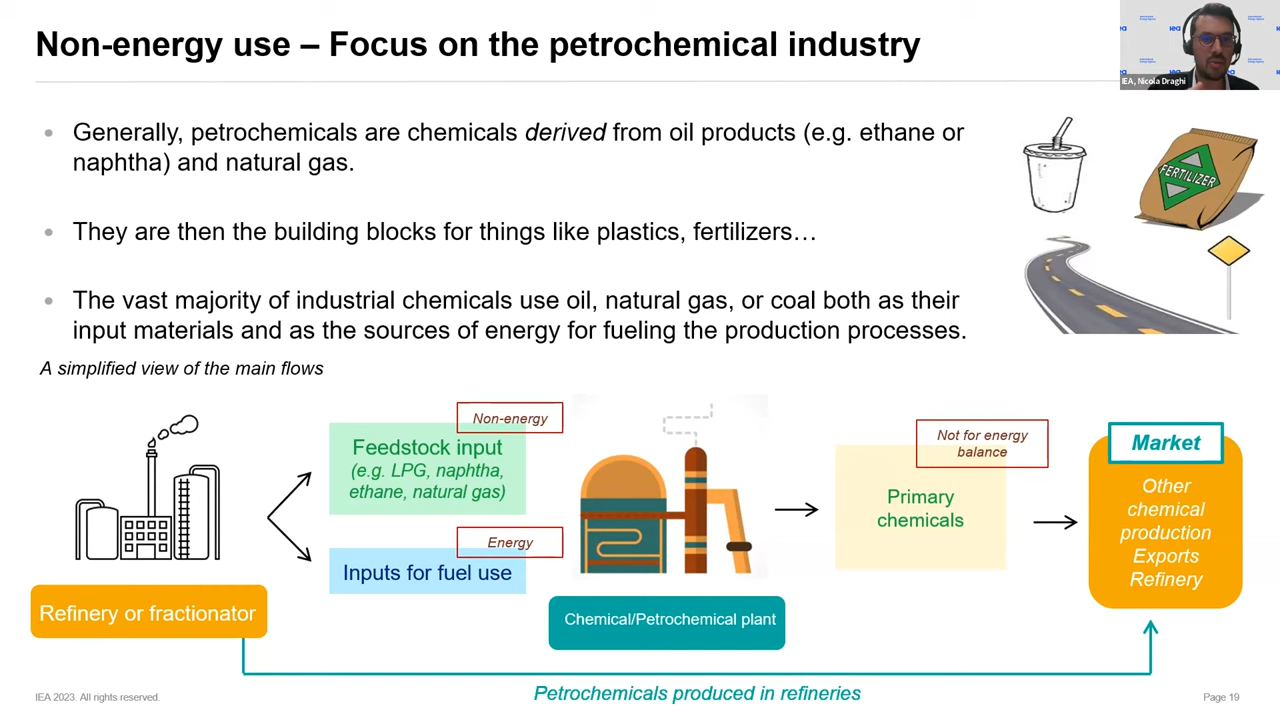 Non-energy use – Focus on the petrochemical industry
iea
iea
iea
IEA, Nicola Draghi
Generally, petrochemicals are chemicals derived from oil products (e.g. ethane or
naphtha) and natural gas.
They are then the building blocks for things like plastics, fertilizers…
The vast majority of industrial chemicals use oil, natural gas, or coal both as their
input materials and as the sources of energy for fueling the production processes.
FERTILIZER
A simplified view of the main flows
Non-energy
Feedstock input
(e.g. LPG, naphtha,
ethane, natural gas)
Energy
Inputs for fuel use
Refinery or fractionator
Chemical/Petrochemical plant
Not for energy
balance
Primary
chemicals
Market
Other
chemical
production
Exports
Refinery
Petrochemicals produced in refineries
IEA 2023. All rights reserved.
Page 19